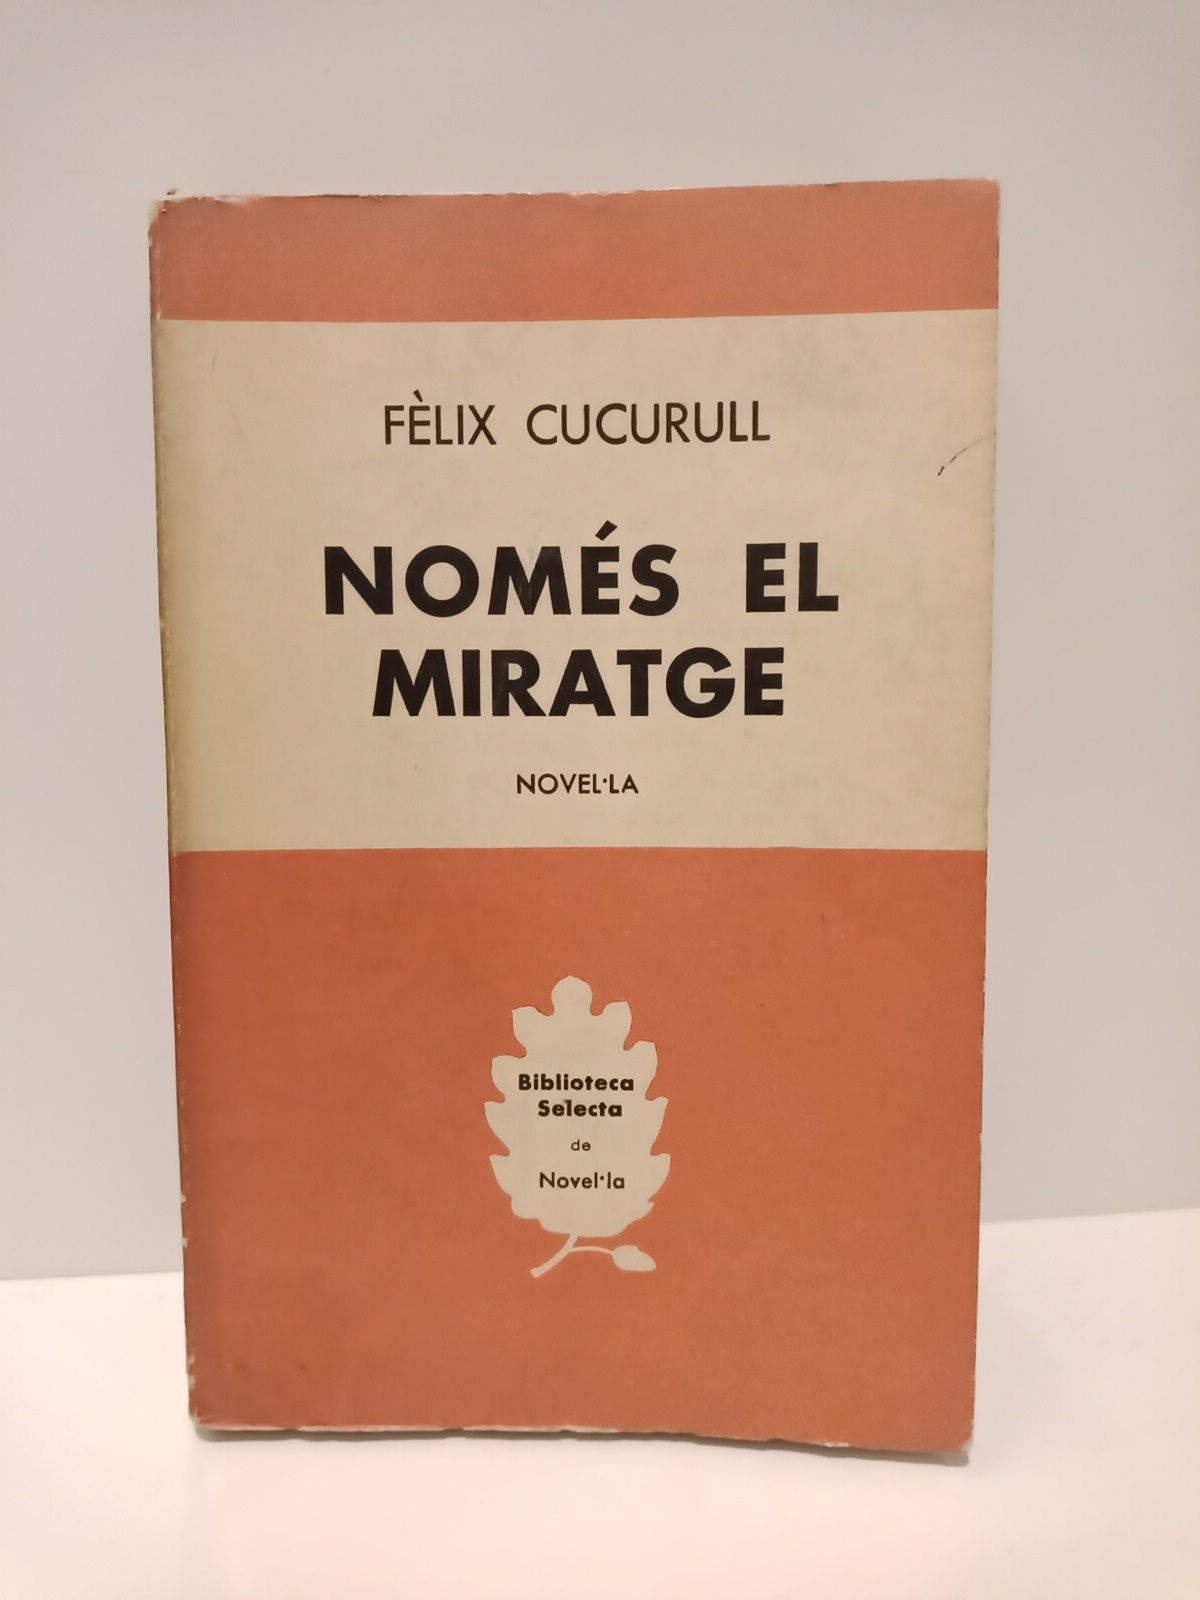 FÈLIX CUCURULL
NOMÉS EL
MIRATGE
NOVEL·LA
Biblioteca
Selecta
de
Novel·la